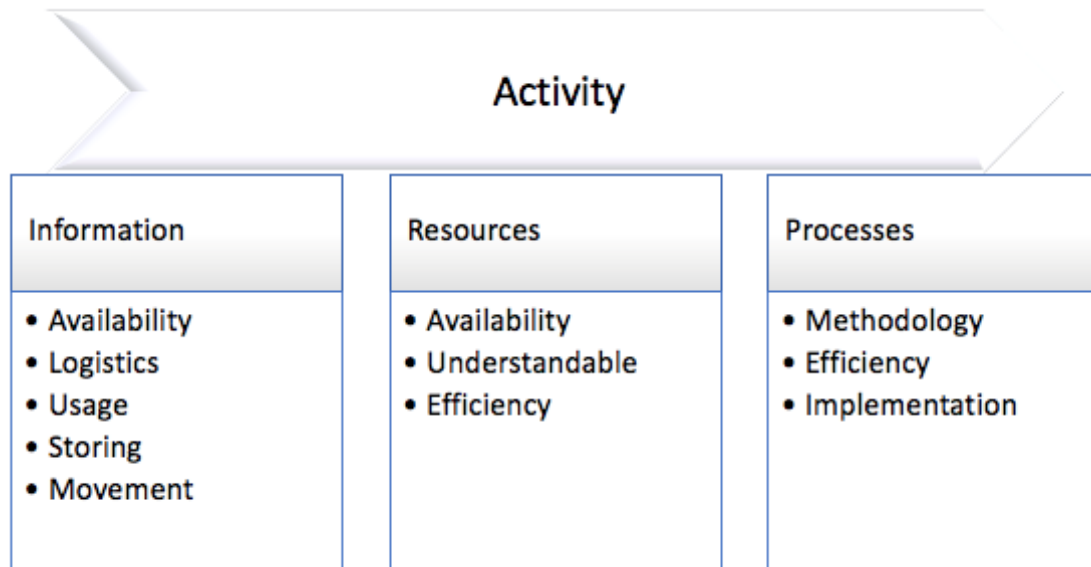 Activity
Information
• Availability
• Logistics
• Usage
• Storing
• Movement
Resources
• Availability
• Understandable
• Efficiency
Processes
• Methodology
• Efficiency
• Implementation